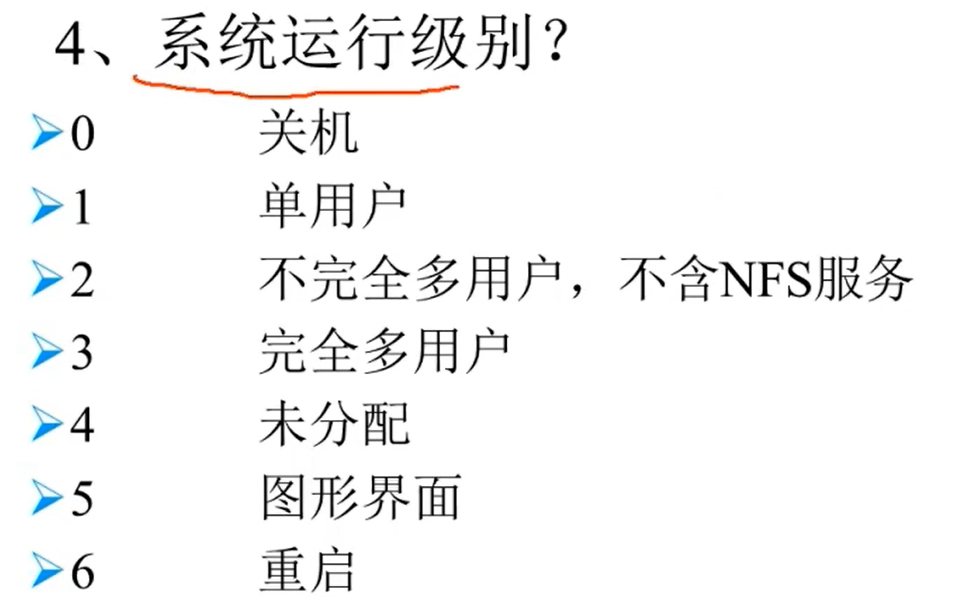 4、系统运行级别？
0 关机
1 单用户
2 不完全多用户，不含NFS服务
3 完全多用户
4 未分配
5 图形界面
6 重启